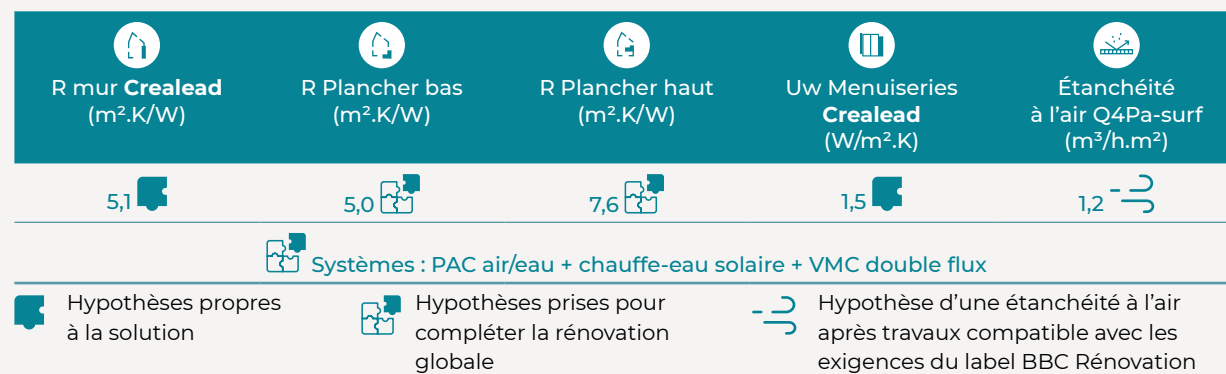 R mur Crealead
(m².K/W)
R Plancher bas
(m².K/W)
R Plancher haut
(m².K/W)
Uw Menuiseries
Crealead
(W/m².K)
Étanchéité
à l’air Q4Pa-surf
(m³/h.m²)
5,1
5,0
7,6
1,5
1,2
Systèmes : PAC air/eau + chauffe-eau solaire + VMC double flux
Hypothèses propres
à la solution
Hypothèses prises pour
compléter la rénovation
globale
Hypothèse d’une étanchéité à l’air
après travaux compatible avec les
exigences du label BBC Rénovation